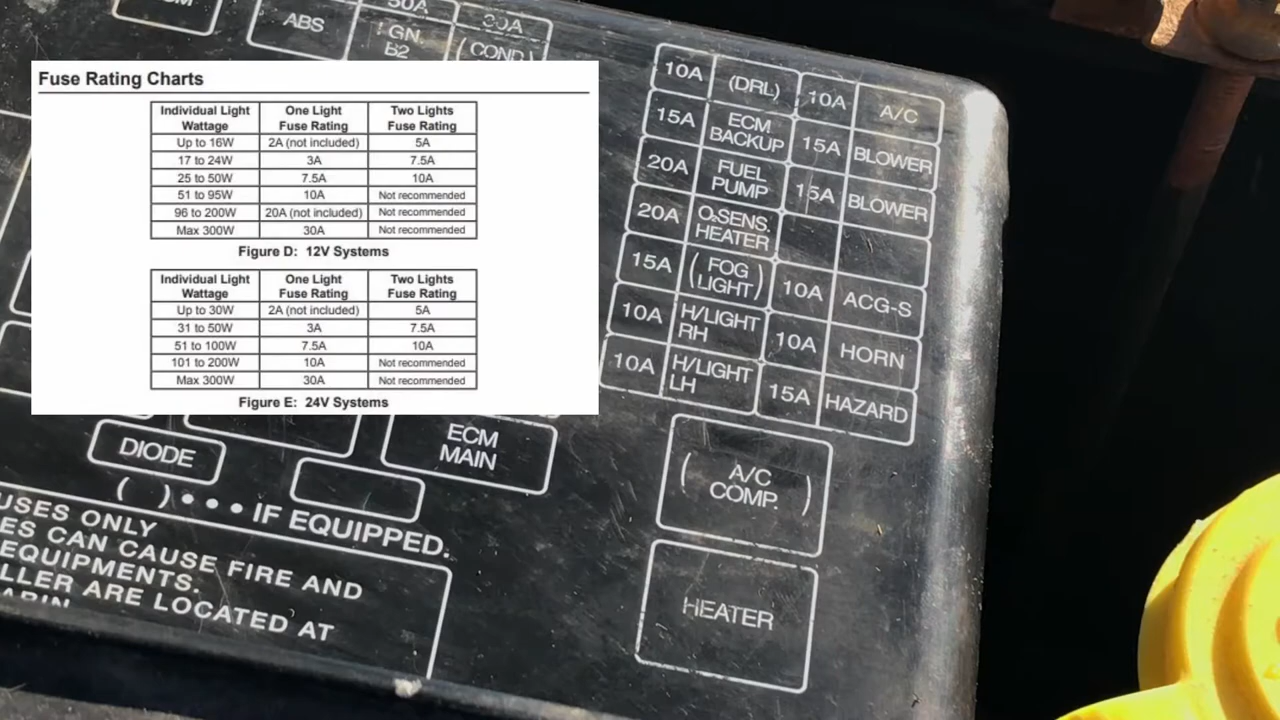 ABS
30A
IGN
B2
30A
(COND)
Fuse Rating Charts
Individual Light Wattage One Light Fuse Rating Two Lights Fuse Rating
Up to 16W 2A (not included) 5A
17 to 24W 3A 7.5A
25 to 50W 7.5A 10A
51 to 95W 10A Not recommended
96 to 200W 20A (not included) Not recommended
Max 300W 30A Not recommended
Figure D: 12V Systems
Individual Light Wattage One Light Fuse Rating Two Lights Fuse Rating
Up to 30W 2A (not included) 5A
31 to 50W 3A 7.5A
51 to 100W 7.5A 10A
101 to 200W 10A Not recommended
Max 300W 30A Not recommended
Figure E: 24V Systems
10A (DRL) 10A A/C
15A ECM BACKUP 15A BLOWER
20A FUEL PUMP 15A BLOWER
20A O₂SENS. HEATER
15A (FOG LIGHT) 10A ACG-S
10A H/LIGHT RH 10A HORN
10A H/LIGHT LH 15A HAZARD
DIODE
ECM
MAIN
( A/C
COMP. )
HEATER
( )•••IF EQUIPPED.
ONLY
CAN CAUSE FIRE AND
EQUIPMENTS.
ARE LOCATED AT